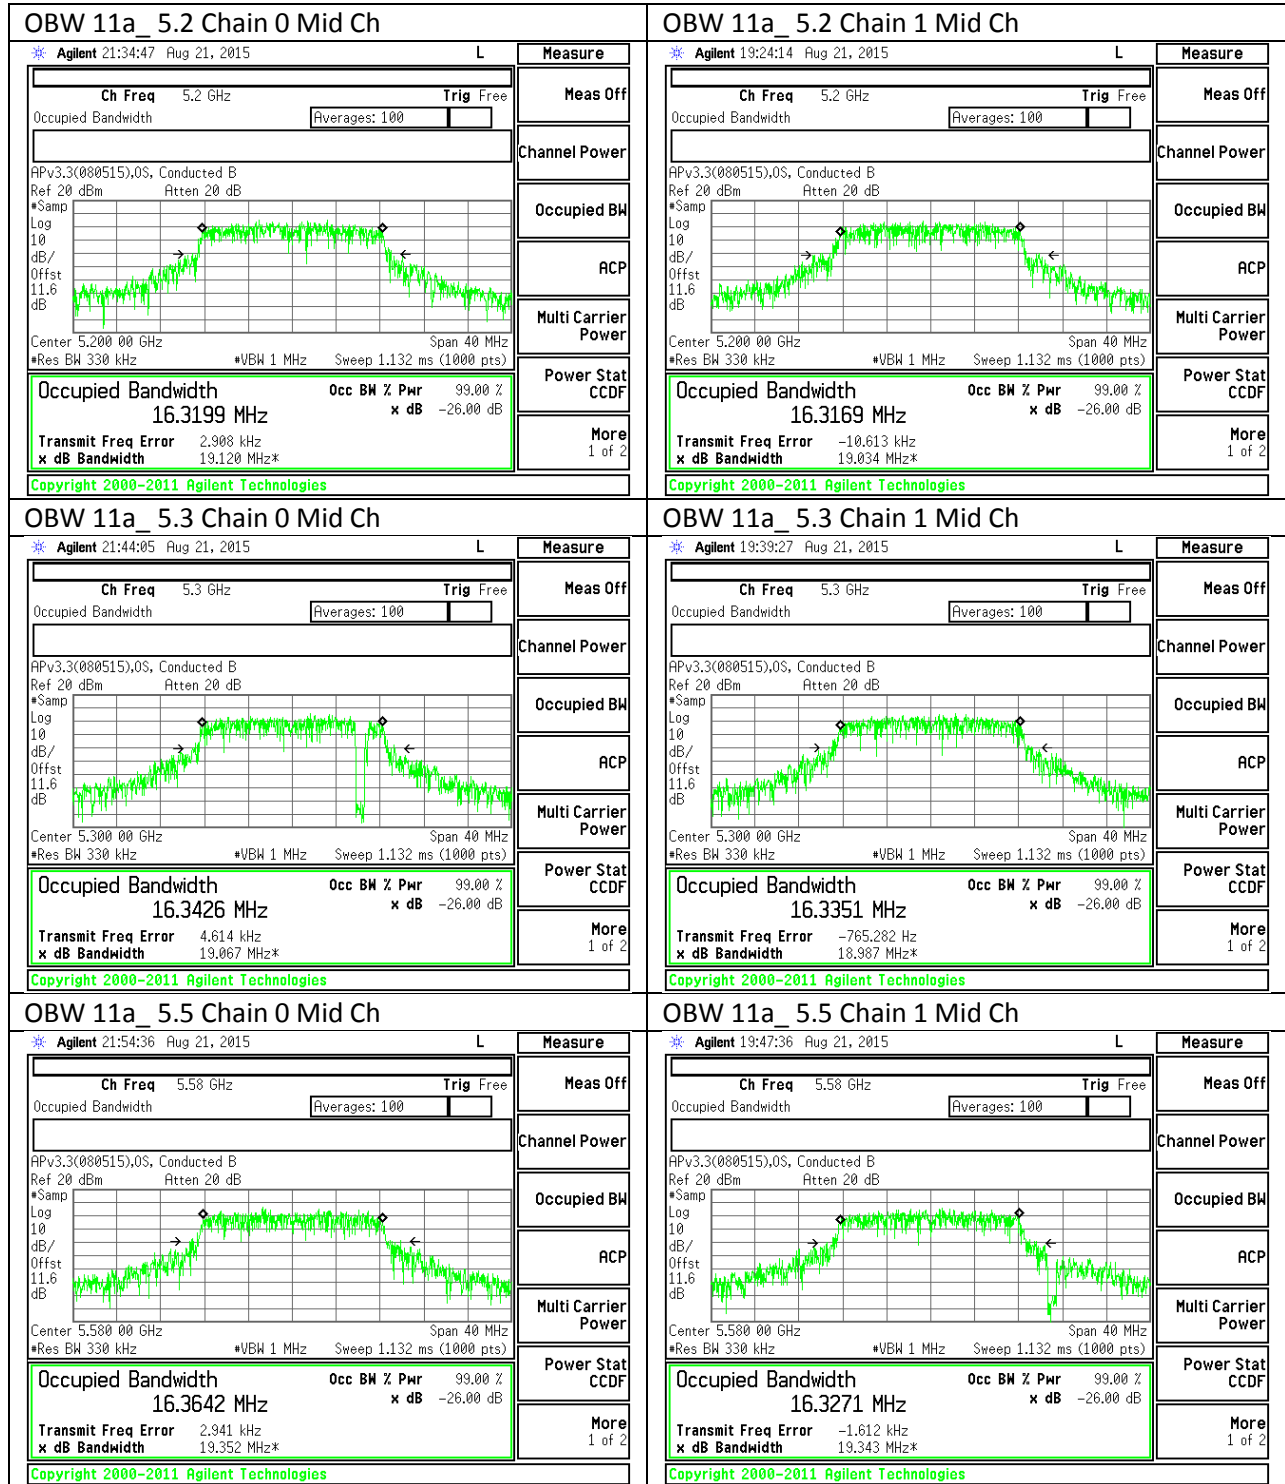 OBW 11a_ 5.2 Chain 0 Mid Ch
Agilent 21:34:47 Aug 21, 2015 L Measure
Ch Freq 5.2 GHz Trig Free
Meas Off
Occupied Bandwidth Averages: 100
Channel Power
APv3.3(080515),OS, Conducted B
Ref 20 dBm Atten 20 dB
#Samp
Log
10
dB/
Offst
11.6
dB
Occupied BW
ACP
Multi Carrier
Power
Center 5.200 00 GHz Span 40 MHz
#Res BW 330 kHz #VBW 1 MHz Sweep 1.132 ms (1000 pts)
Power Stat
CCDF
Occupied Bandwidth Occ BW % Pwr 99.00 %
16.3199 MHz x dB -26.00 dB
Transmit Freq Error 2.908 kHz
x dB Bandwidth 19.120 MHz*
More
1 of 2
Copyright 2000-2011 Agilent Technologies
OBW 11a_ 5.2 Chain 1 Mid Ch
Agilent 19:24:14 Aug 21, 2015 L Measure
Ch Freq 5.2 GHz Trig Free
Meas Off
Occupied Bandwidth Averages: 100
Channel Power
APv3.3(080515),OS, Conducted B
Ref 20 dBm Atten 20 dB
#Samp
Log
10
dB/
Offst
11.6
dB
Occupied BW
ACP
Multi Carrier
Power
Center 5.200 00 GHz Span 40 MHz
#Res BW 330 kHz #VBW 1 MHz Sweep 1.132 ms (1000 pts)
Power Stat
CCDF
Occupied Bandwidth Occ BW % Pwr 99.00 %
16.3169 MHz x dB -26.00 dB
Transmit Freq Error -10.613 kHz
x dB Bandwidth 19.034 MHz*
More
1 of 2
Copyright 2000-2011 Agilent Technologies
OBW 11a_ 5.3 Chain 0 Mid Ch
Agilent 21:44:05 Aug 21, 2015 L Measure
Ch Freq 5.3 GHz Trig Free
Meas Off
Occupied Bandwidth Averages: 100
Channel Power
APv3.3(080515),OS, Conducted B
Ref 20 dBm Atten 20 dB
#Samp
Log
10
dB/
Offst
11.6
dB
Occupied BW
ACP
Multi Carrier
Power
Center 5.300 00 GHz Span 40 MHz
#Res BW 330 kHz #VBW 1 MHz Sweep 1.132 ms (1000 pts)
Power Stat
CCDF
Occupied Bandwidth Occ BW % Pwr 99.00 %
16.3426 MHz x dB -26.00 dB
Transmit Freq Error 4.614 kHz
x dB Bandwidth 19.067 MHz*
More
1 of 2
Copyright 2000-2011 Agilent Technologies
OBW 11a_ 5.3 Chain 1 Mid Ch
Agilent 19:39:27 Aug 21, 2015 L Measure
Ch Freq 5.3 GHz Trig Free
Meas Off
Occupied Bandwidth Averages: 100
Channel Power
APv3.3(080515),OS, Conducted B
Ref 20 dBm Atten 20 dB
#Samp
Log
10
dB/
Offst
11.6
dB
Occupied BW
ACP
Multi Carrier
Power
Center 5.300 00 GHz Span 40 MHz
#Res BW 330 kHz #VBW 1 MHz Sweep 1.132 ms (1000 pts)
Power Stat
CCDF
Occupied Bandwidth Occ BW % Pwr 99.00 %
16.3351 MHz x dB -26.00 dB
Transmit Freq Error -765.282 Hz
x dB Bandwidth 18.987 MHz*
More
1 of 2
Copyright 2000-2011 Agilent Technologies
OBW 11a_ 5.5 Chain 0 Mid Ch
Agilent 21:54:36 Aug 21, 2015 L Measure
Ch Freq 5.58 GHz Trig Free
Meas Off
Occupied Bandwidth Averages: 100
Channel Power
APv3.3(080515),OS, Conducted B
Ref 20 dBm Atten 20 dB
#Samp
Log
10
dB/
Offst
11.6
dB
Occupied BW
ACP
Multi Carrier
Power
Center 5.580 00 GHz Span 40 MHz
#Res BW 330 kHz #VBW 1 MHz Sweep 1.132 ms (1000 pts)
Power Stat
CCDF
Occupied Bandwidth Occ BW % Pwr 99.00 %
16.3642 MHz x dB -26.00 dB
Transmit Freq Error 2.941 kHz
x dB Bandwidth 19.352 MHz*
More
1 of 2
Copyright 2000-2011 Agilent Technologies
OBW 11a_ 5.5 Chain 1 Mid Ch
Agilent 19:47:36 Aug 21, 2015 L Measure
Ch Freq 5.58 GHz Trig Free
Meas Off
Occupied Bandwidth Averages: 100
Channel Power
APv3.3(080515),OS, Conducted B
Ref 20 dBm Atten 20 dB
#Samp
Log
10
dB/
Offst
11.6
dB
Occupied BW
ACP
Multi Carrier
Power
Center 5.580 00 GHz Span 40 MHz
#Res BW 330 kHz #VBW 1 MHz Sweep 1.132 ms (1000 pts)
Power Stat
CCDF
Occupied Bandwidth Occ BW % Pwr 99.00 %
16.3271 MHz x dB -26.00 dB
Transmit Freq Error -1.612 kHz
x dB Bandwidth 19.343 MHz*
More
1 of 2
Copyright 2000-2011 Agilent Technologies